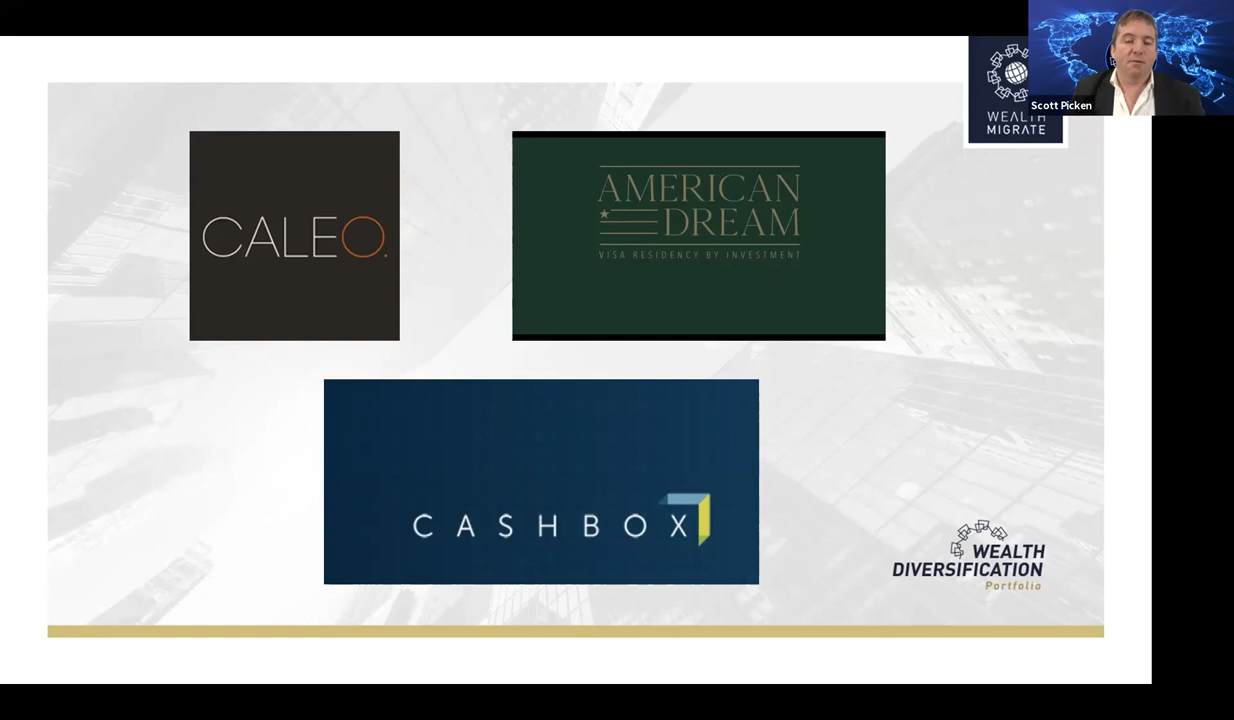 Scott Picken
WEALTH
MIGRATE
CALEO.
AMERICAN
DREAM
VISA RESIDENCY BY INVESTMENT
CASHBOX
WEALTH
DIVERSIFICATION
Portfolio